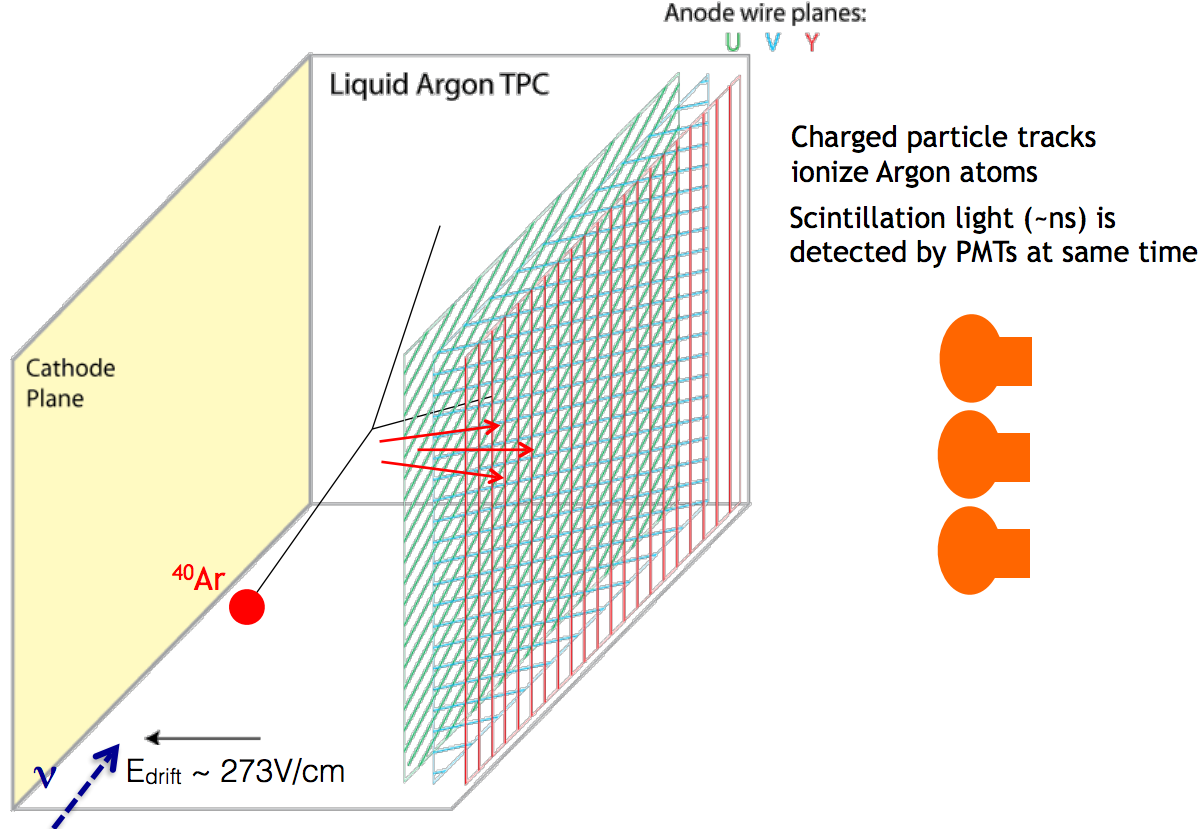 Anode wire planes:
U V Y
Liquid Argon TPC
Charged particle tracks
ionize Argon atoms
Scintillation light (~ns) is
detected by PMTs at same time
Cathode
Plane
⁴⁰Ar
ν
Edrift ~ 273V/cm